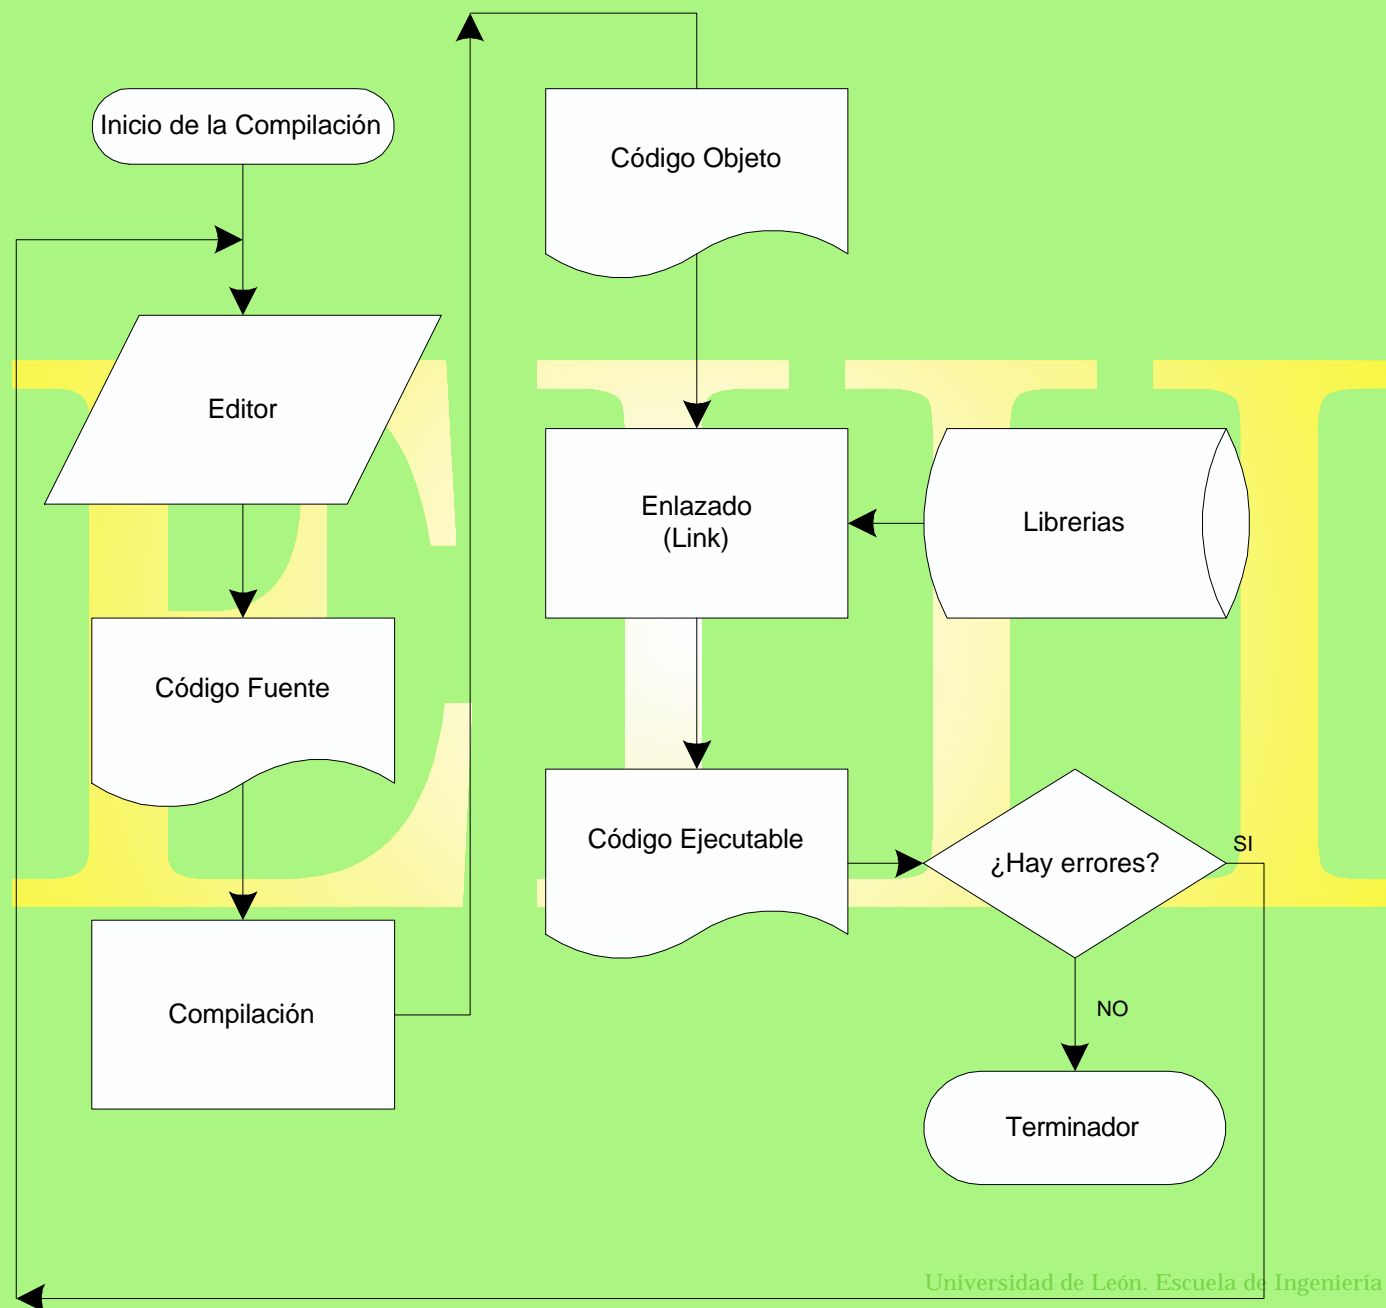 Inicio de la Compilación
Editor
Código Fuente
Compilación
Código Objeto
Enlazado
(Link)
Librerias
Código Ejecutable
¿Hay errores?
SI
NO
Terminador
Universidad de León. Escuela de Ingeniería
EIII